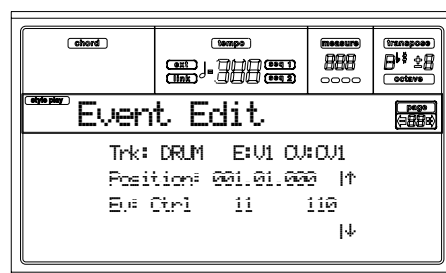 chord tempo measure transpose
ext seq 1
link seq 2
octave
style play page
Event Edit
Trk: DRUM E:V1 CV:CV1
Position: 001.01.000
Ev: Ctrl 11 110